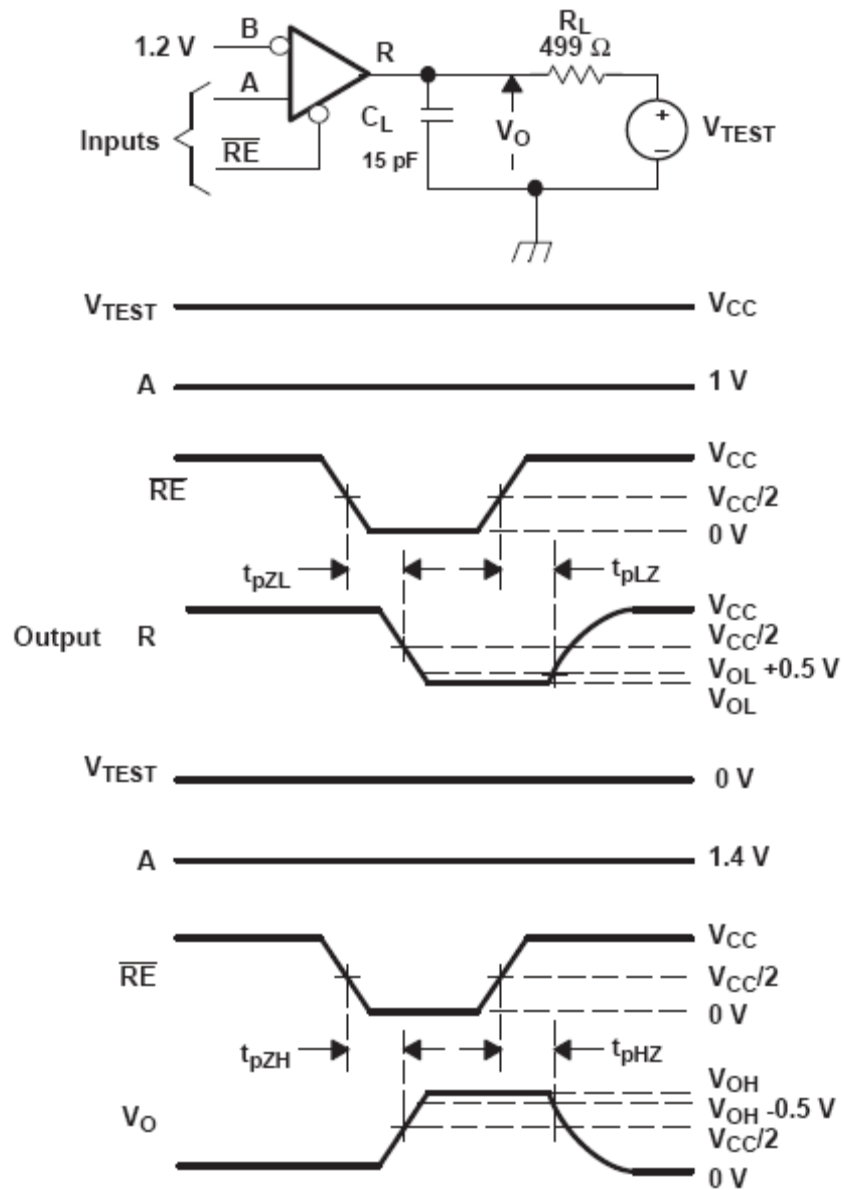 B
1.2 V
A
Inputs
RE
R
C_L
15 pF
V_O
R_L
499 Ω
+
−
V_TEST
V_TEST V_CC
A 1 V
RE V_CC
V_CC/2
0 V
t_pZL t_pLZ
Output R V_CC
V_CC/2
V_OL +0.5 V
V_OL
V_TEST 0 V
A 1.4 V
RE V_CC
V_CC/2
0 V
t_pZH t_pHZ
V_O V_OH
V_OH -0.5 V
V_CC/2
0 V